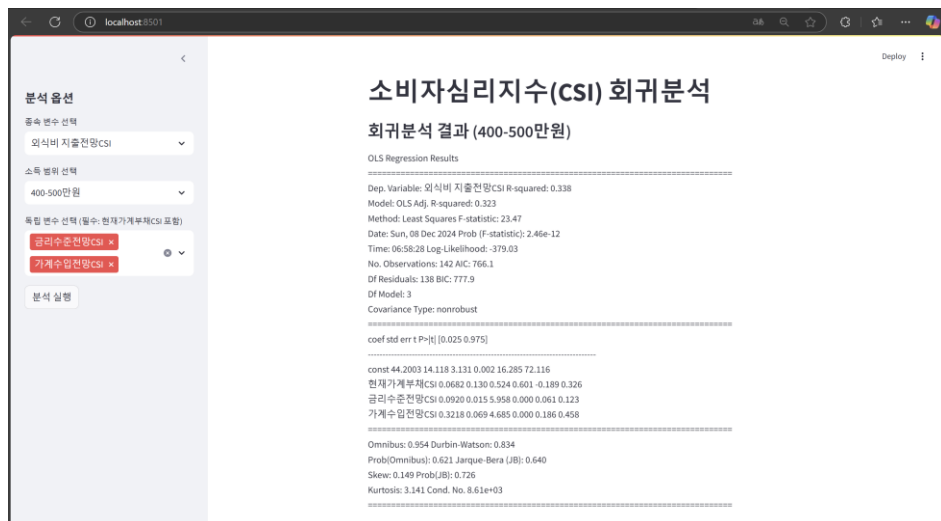 localhost:8501
Deploy
분석 옵션
종속 변수 선택
외식비 지출전망CSI
소득 범위 선택
400-500만원
독립 변수 선택 (필수: 현재가계부채CSI 포함)
금리수준전망CSI ×
가계수입전망CSI ×
분석 실행
소비자심리지수(CSI) 회귀분석
회귀분석 결과 (400-500만원)
OLS Regression Results
==============================================================================
Dep. Variable: 외식비 지출전망CSI R-squared: 0.338
Model: OLS Adj. R-squared: 0.323
Method: Least Squares F-statistic: 23.47
Date: Sun, 08 Dec 2024 Prob (F-statistic): 2.46e-12
Time: 06:58:28 Log-Likelihood: -379.03
No. Observations: 142 AIC: 766.1
Df Residuals: 138 BIC: 777.9
Df Model: 3
Covariance Type: nonrobust
==============================================================================
coef std err t P>|t| [0.025 0.975]
------------------------------------------------------------------------------
const 44.2003 14.118 3.131 0.002 16.285 72.116
현재가계부채CSI 0.0682 0.130 0.524 0.601 -0.189 0.326
금리수준전망CSI 0.0920 0.015 5.958 0.000 0.061 0.123
가계수입전망CSI 0.3218 0.069 4.685 0.000 0.186 0.458
==============================================================================
Omnibus: 0.954 Durbin-Watson: 0.834
Prob(Omnibus): 0.621 Jarque-Bera (JB): 0.640
Skew: 0.149 Prob(JB): 0.726
Kurtosis: 3.141 Cond. No. 8.61e+03
==============================================================================